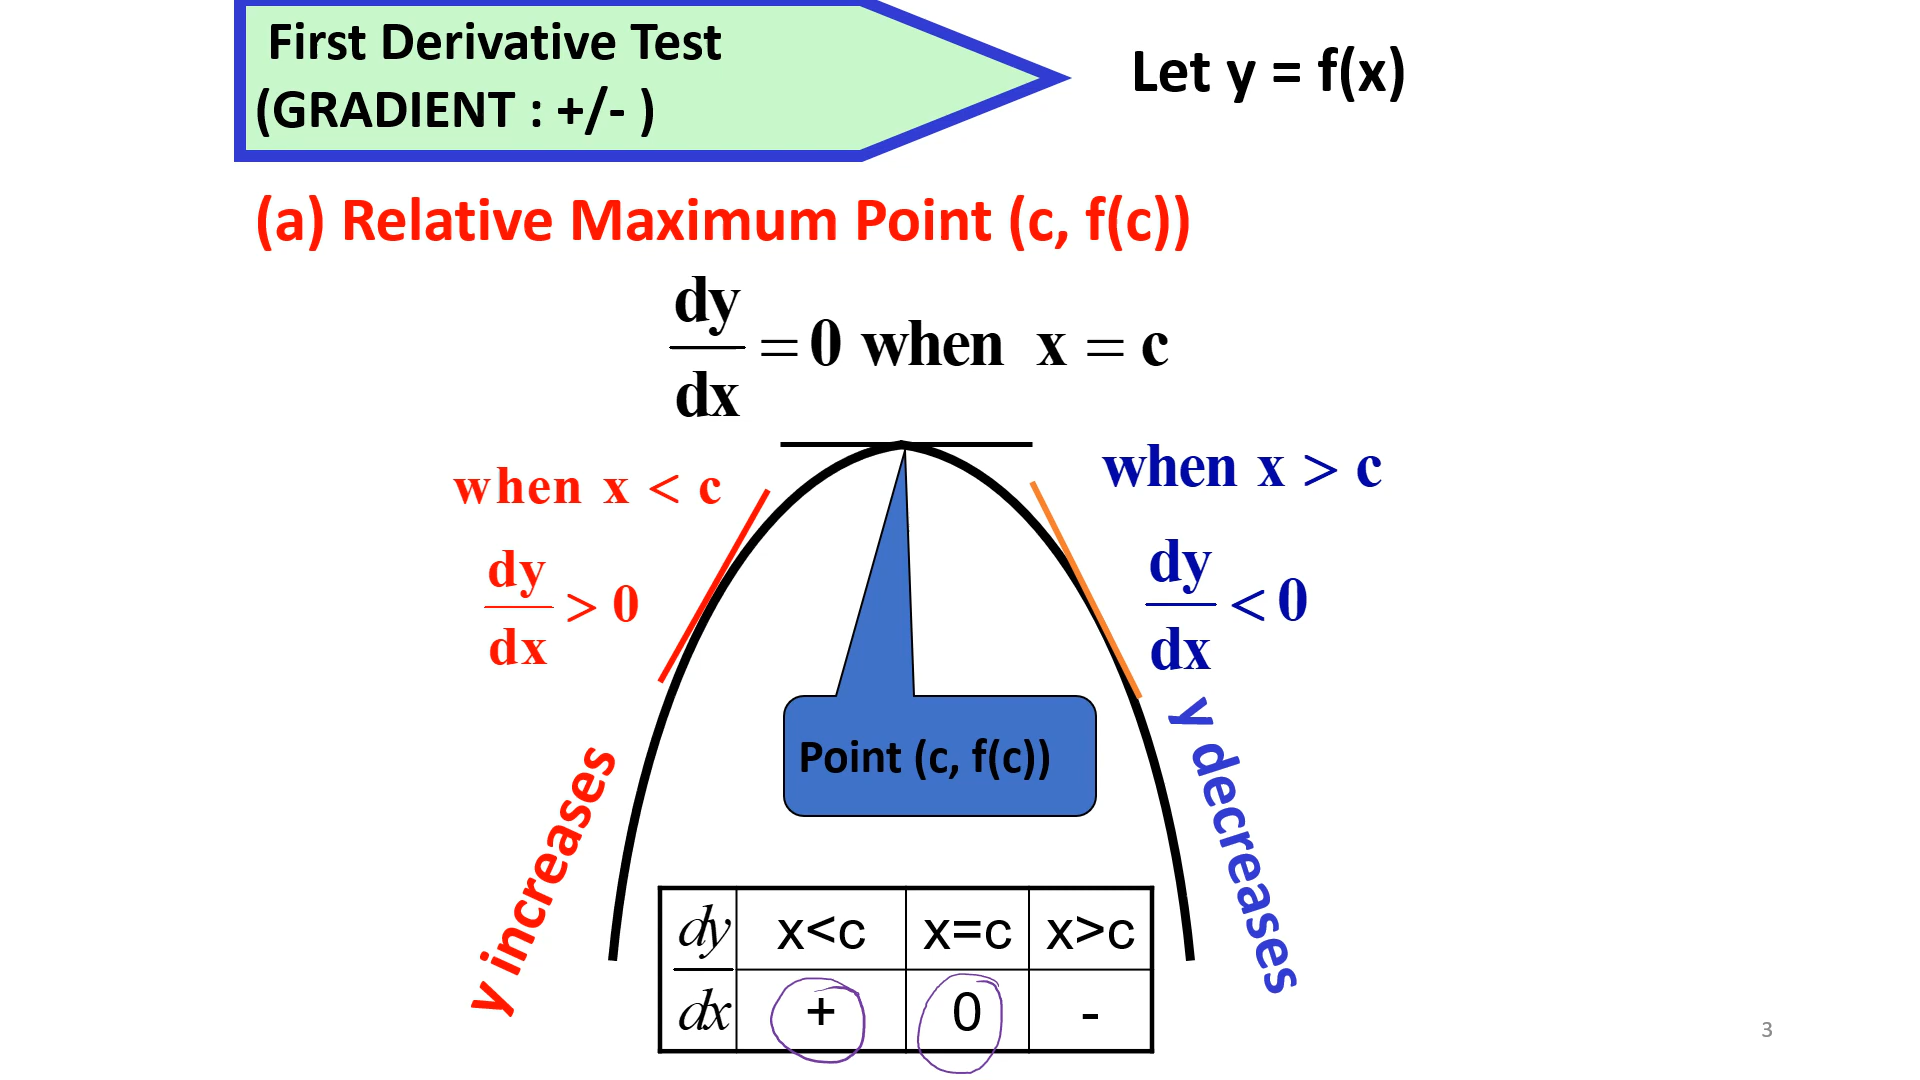 First Derivative Test
(GRADIENT : +/- )
Let y = f(x)
(a) Relative Maximum Point (c, f(c))
dy/dx = 0 when x = c
when x < c
dy/dx > 0
when x > c
dy/dx < 0
y increases
Point (c, f(c))
y decreases
dy/dx x<c x=c x>c
+ 0 -
3